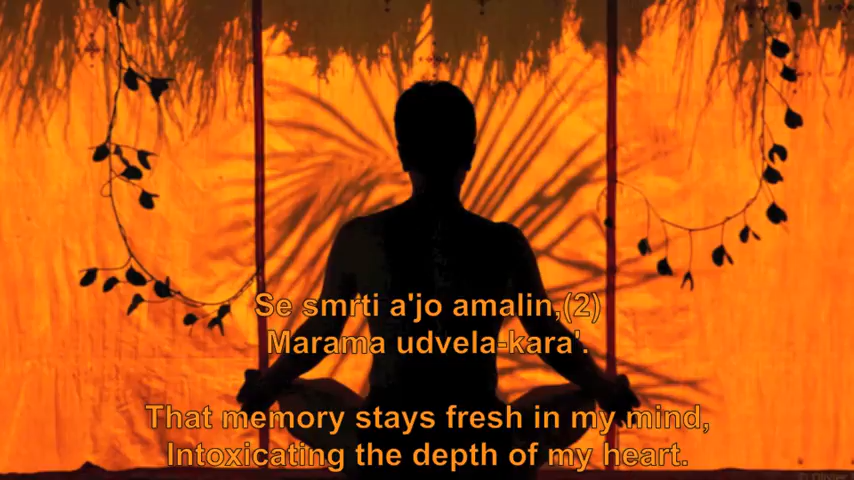 Se smrti a'jo amalin,(2)
Marama udvela-kara'.
That memory stays fresh in my mind,
Intoxicating the depth of my heart.